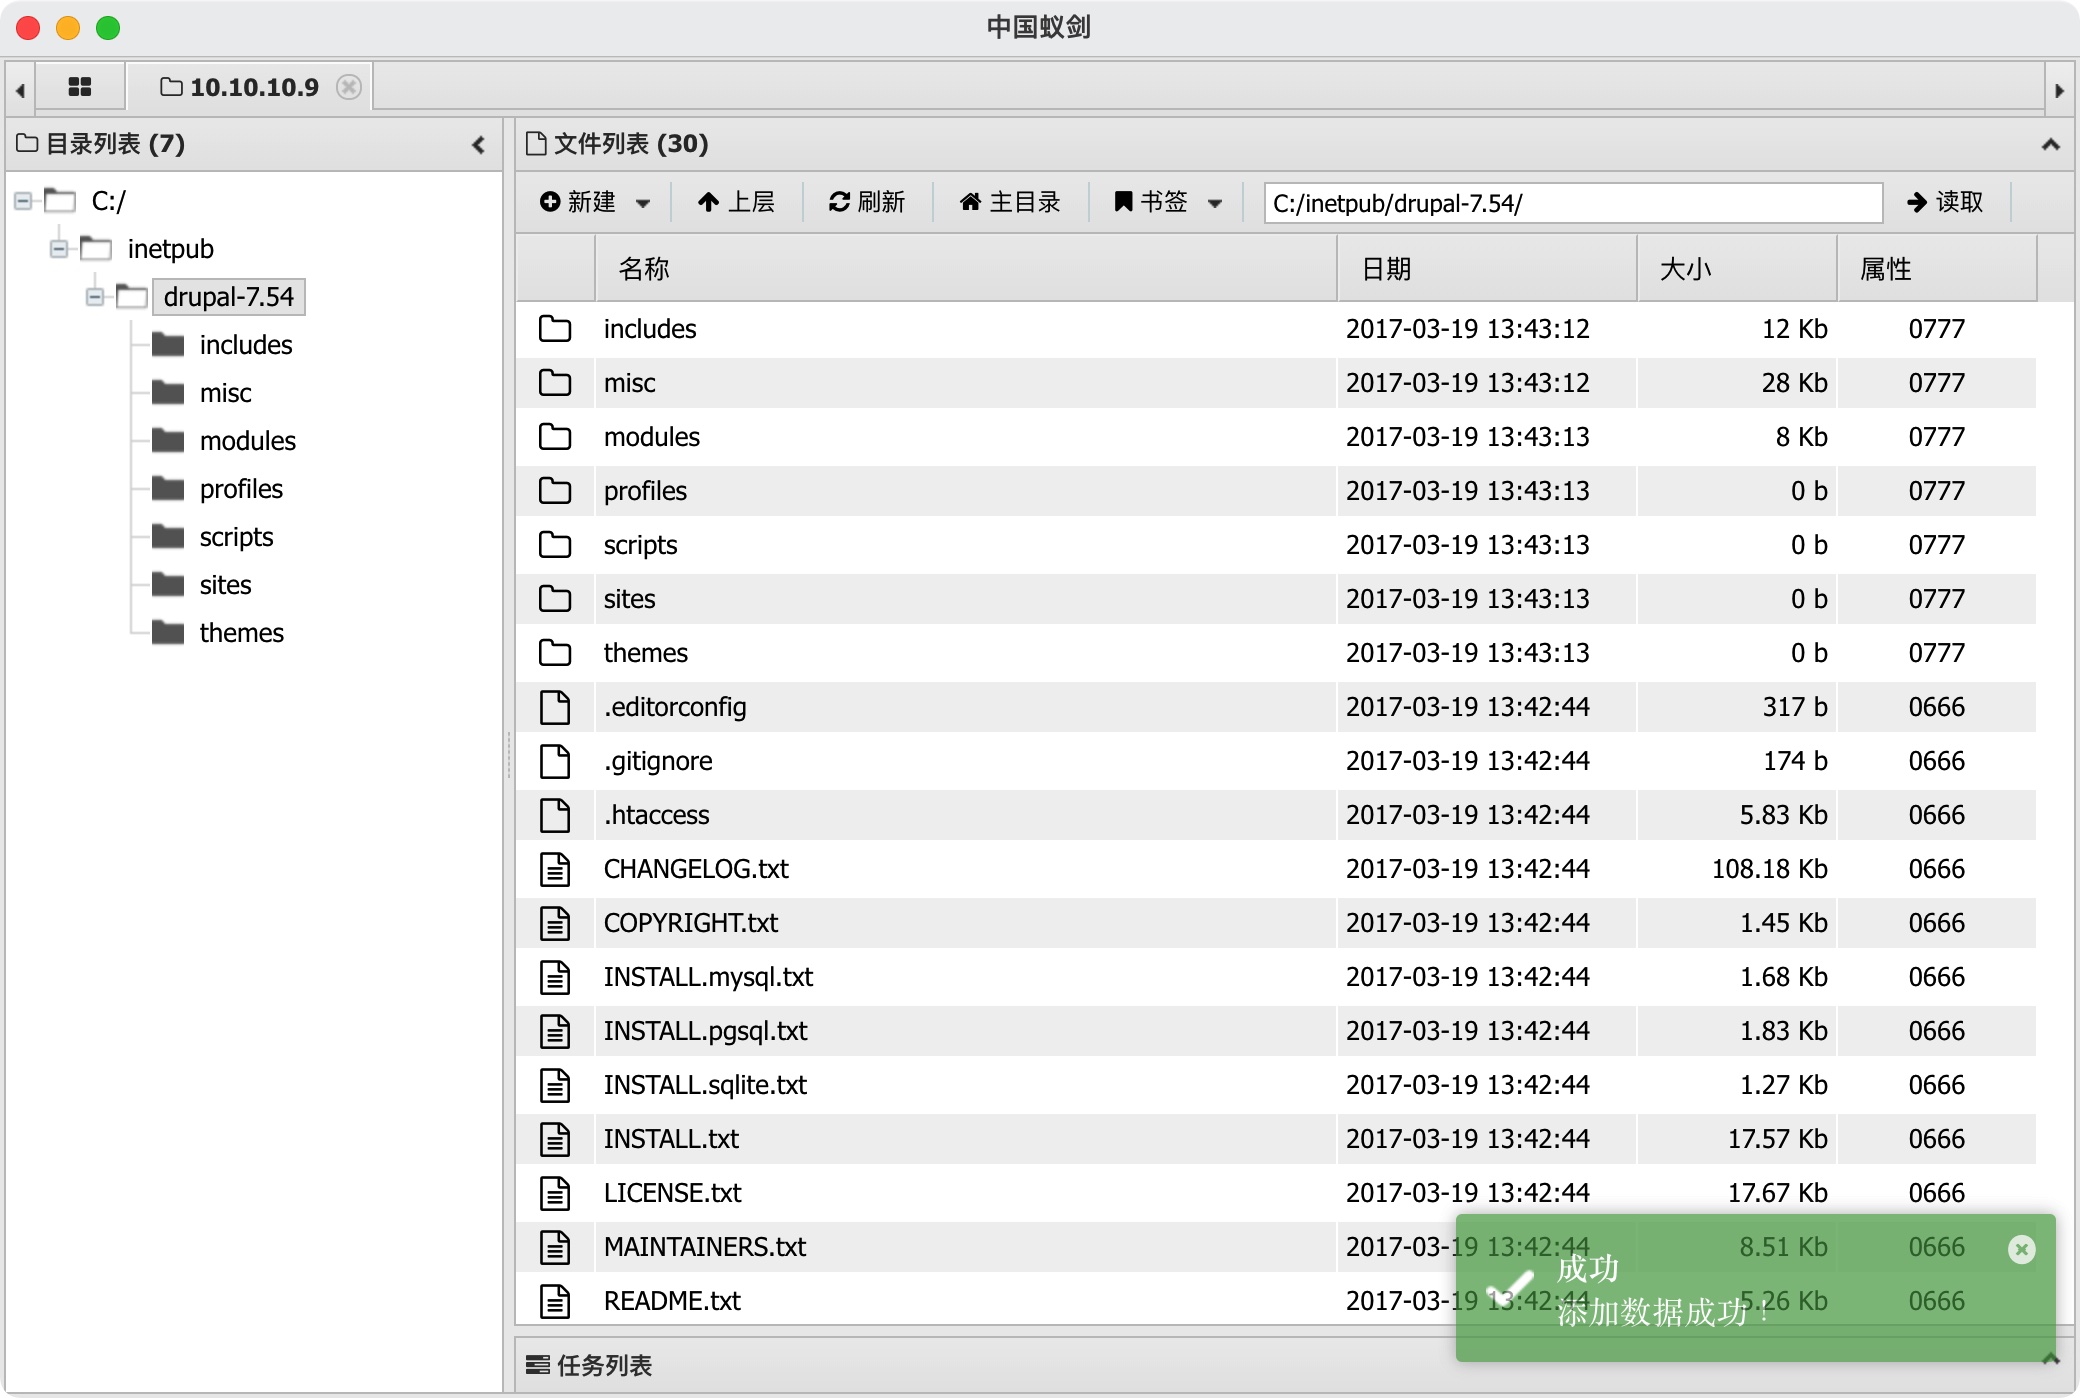 中国蚁剑
10.10.10.9
目录列表 (7)
C:/
inetpub
drupal-7.54
includes
misc
modules
profiles
scripts
sites
themes
文件列表 (30)
新建 上层 刷新 主目录 书签 C:/inetpub/drupal-7.54/ 读取
名称 日期 大小 属性
includes 2017-03-19 13:43:12 12 Kb 0777
misc 2017-03-19 13:43:12 28 Kb 0777
modules 2017-03-19 13:43:13 8 Kb 0777
profiles 2017-03-19 13:43:13 0 b 0777
scripts 2017-03-19 13:43:13 0 b 0777
sites 2017-03-19 13:43:13 0 b 0777
themes 2017-03-19 13:43:13 0 b 0777
.editorconfig 2017-03-19 13:42:44 317 b 0666
.gitignore 2017-03-19 13:42:44 174 b 0666
.htaccess 2017-03-19 13:42:44 5.83 Kb 0666
CHANGELOG.txt 2017-03-19 13:42:44 108.18 Kb 0666
COPYRIGHT.txt 2017-03-19 13:42:44 1.45 Kb 0666
INSTALL.mysql.txt 2017-03-19 13:42:44 1.68 Kb 0666
INSTALL.pgsql.txt 2017-03-19 13:42:44 1.83 Kb 0666
INSTALL.sqlite.txt 2017-03-19 13:42:44 1.27 Kb 0666
INSTALL.txt 2017-03-19 13:42:44 17.57 Kb 0666
LICENSE.txt 2017-03-19 13:42:44 17.67 Kb 0666
MAINTAINERS.txt 2017-03-19 13:42:44 8.51 Kb 0666
README.txt 2017-03-19 13:42:44 5.26 Kb 0666
成功
添加数据成功！
任务列表